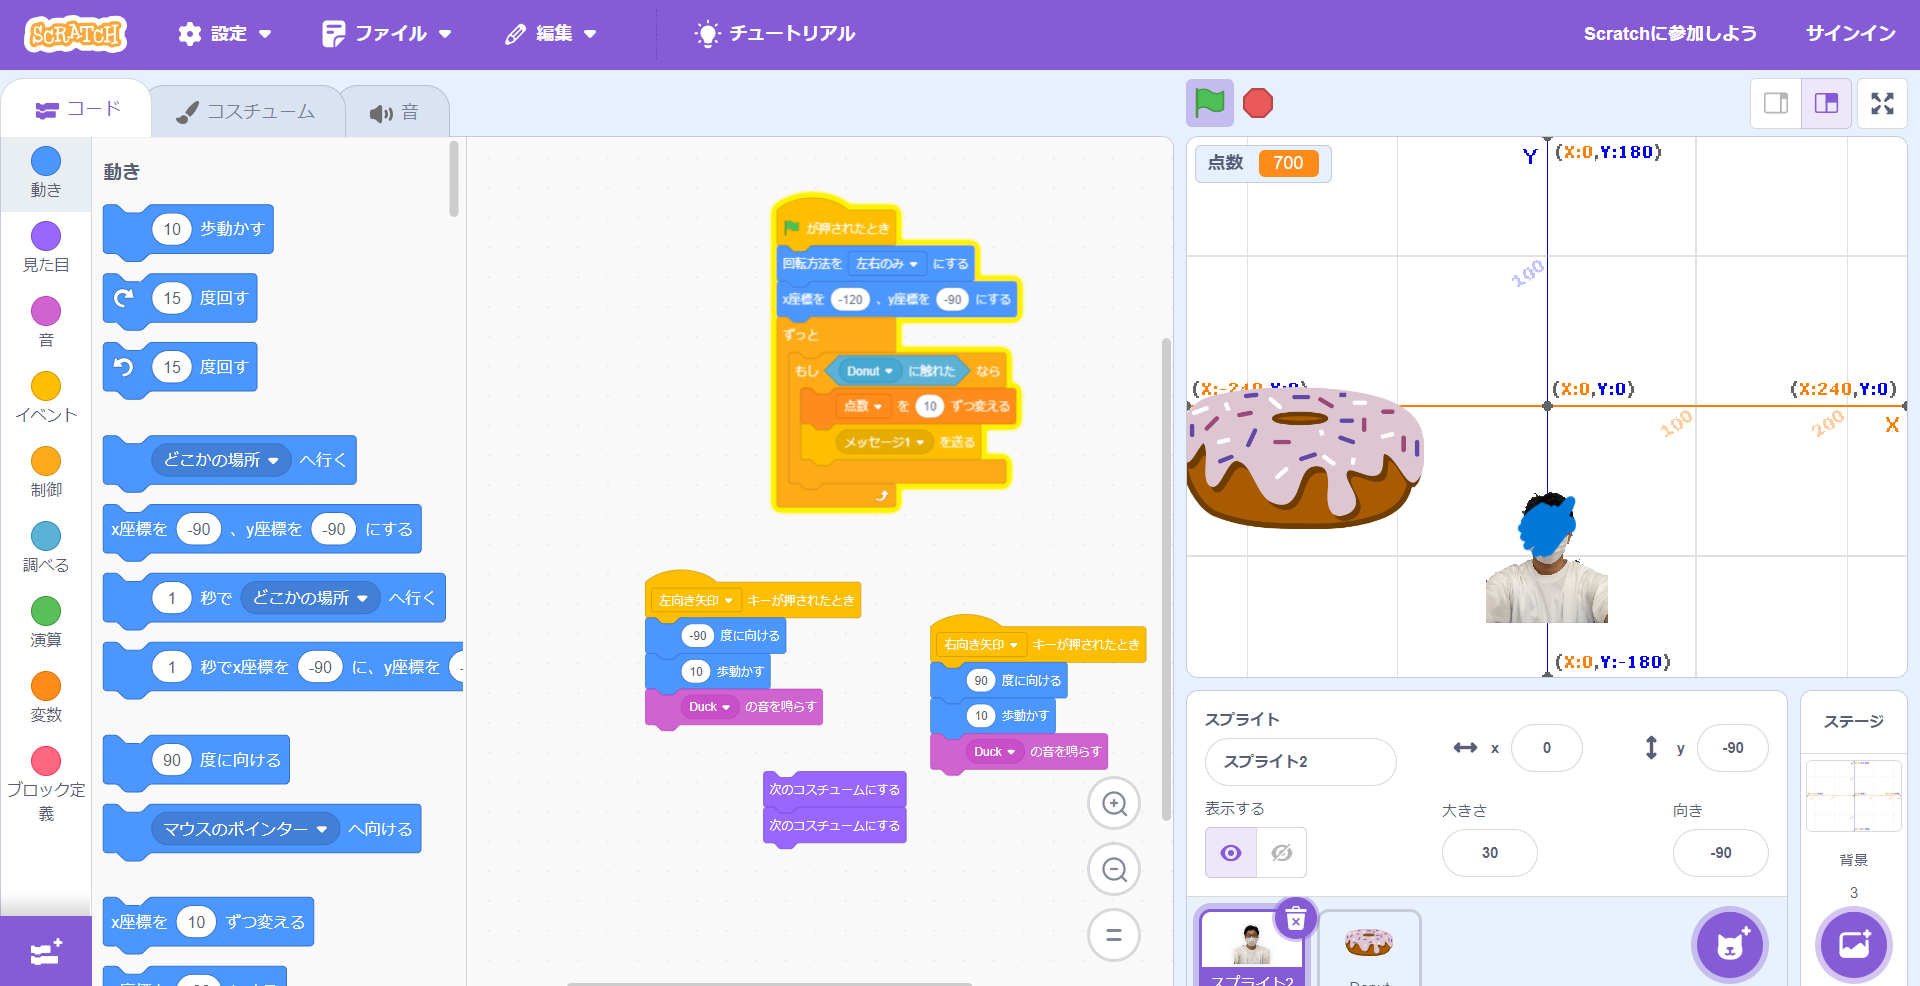 SCRATCH
設定
ファイル
編集
チュートリアル
Scratchに参加しよう
サインイン
コード
コスチューム
音
動き
見た目
音
イベント
制御
調べる
演算
変数
ブロック定
義
動き
10 歩動かす
15 度回す
15 度回す
どこかの場所 へ行く
x座標を -90 、y座標を -90 にする
1 秒で どこかの場所 へ行く
1 秒でx座標を -90 に、y座標を
90 度に向ける
マウスのポインター へ向ける
x座標を 10 ずつ変える
が押されたとき
回転方法を 左右のみ にする
x座標を -120 、y座標を -90 にする
ずっと
もし Donut に触れた なら
点数 を 10 ずつ変える
メッセージ1 を送る
左向き矢印 キーが押されたとき
-90 度に向ける
10 歩動かす
Duck の音を鳴らす
右向き矢印 キーが押されたとき
90 度に向ける
10 歩動かす
Duck の音を鳴らす
次のコスチュームにする
次のコスチュームにする
点数 700
Y (X:0,Y:180)
100
(X:-240,Y:0) (X:0,Y:0) (X:240,Y:0)
100 200 X
(X:0,Y:-180)
スプライト
スプライト2
x 0
y -90
表示する
大きさ 30
向き -90
スプライト2
Donut
ステージ
背景
3